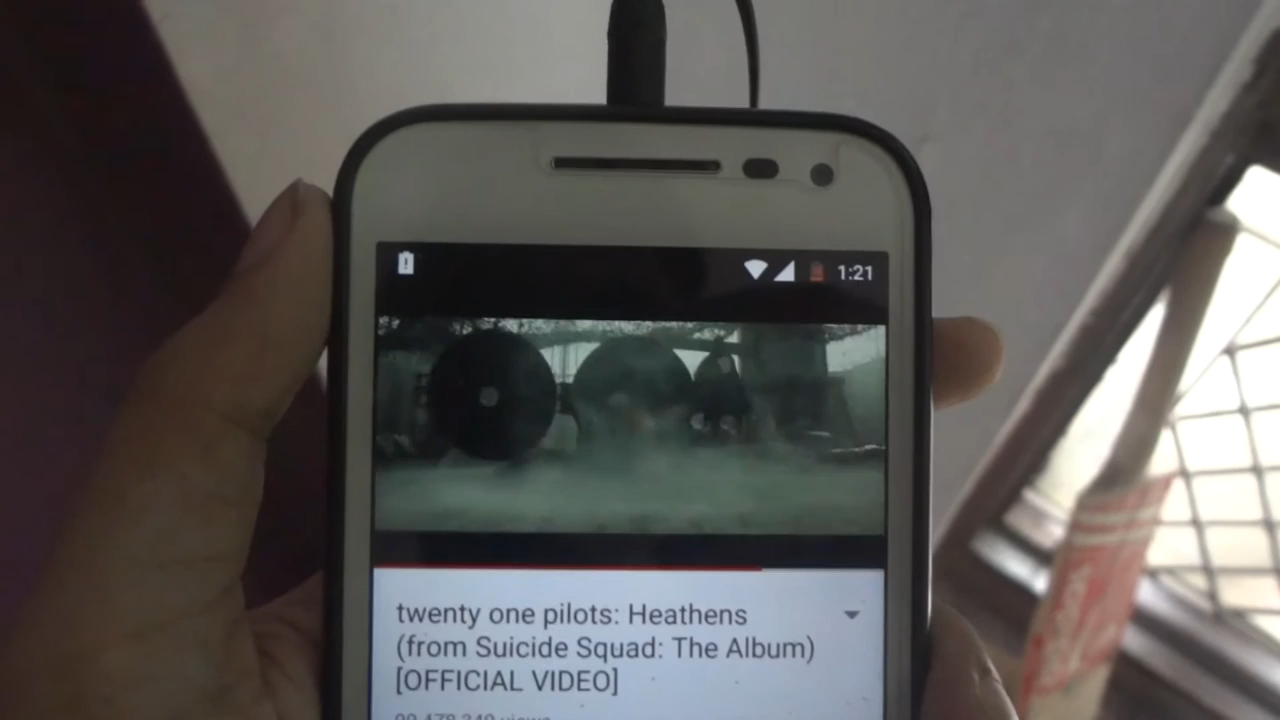 1:21
twenty one pilots: Heathens
(from Suicide Squad: The Album)
[OFFICIAL VIDEO]